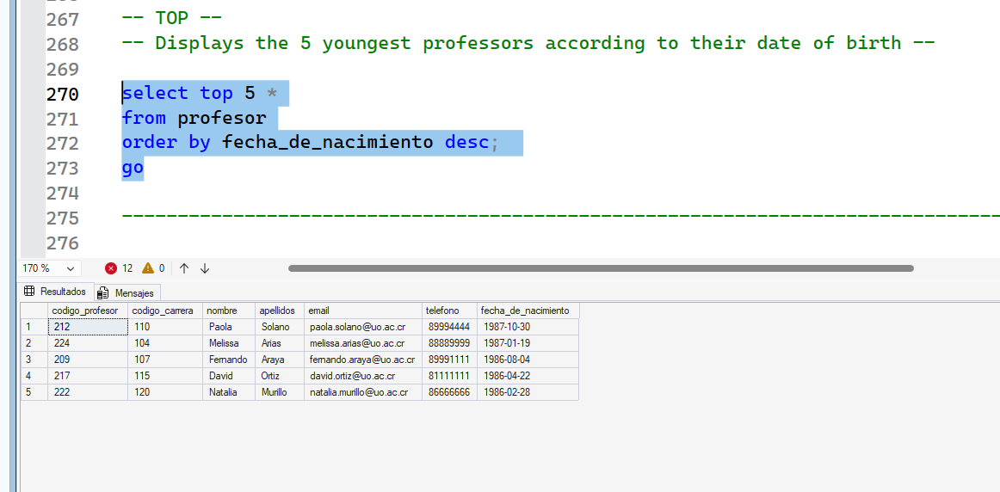 267 -- TOP --
268 -- Displays the 5 youngest professors according to their date of birth --
269
270 select top 5 *
271 from profesor
272 order by fecha_de_nacimiento desc;
273 go
274
275 --------------------------------------------------------------------------------
276
170 % 12 0
Resultados Mensajes
codigo_profesor codigo_carrera nombre apellidos email telefono fecha_de_nacimiento
1 212 110 Paola Solano paola.solano@uo.ac.cr 89994444 1987-10-30
2 224 104 Melissa Arias melissa.arias@uo.ac.cr 88889999 1987-01-19
3 209 107 Fernando Araya fernando.araya@uo.ac.cr 89991111 1986-08-04
4 217 115 David Ortiz david.ortiz@uo.ac.cr 81111111 1986-04-22
5 222 120 Natalia Murillo natalia.murillo@uo.ac.cr 86666666 1986-02-28